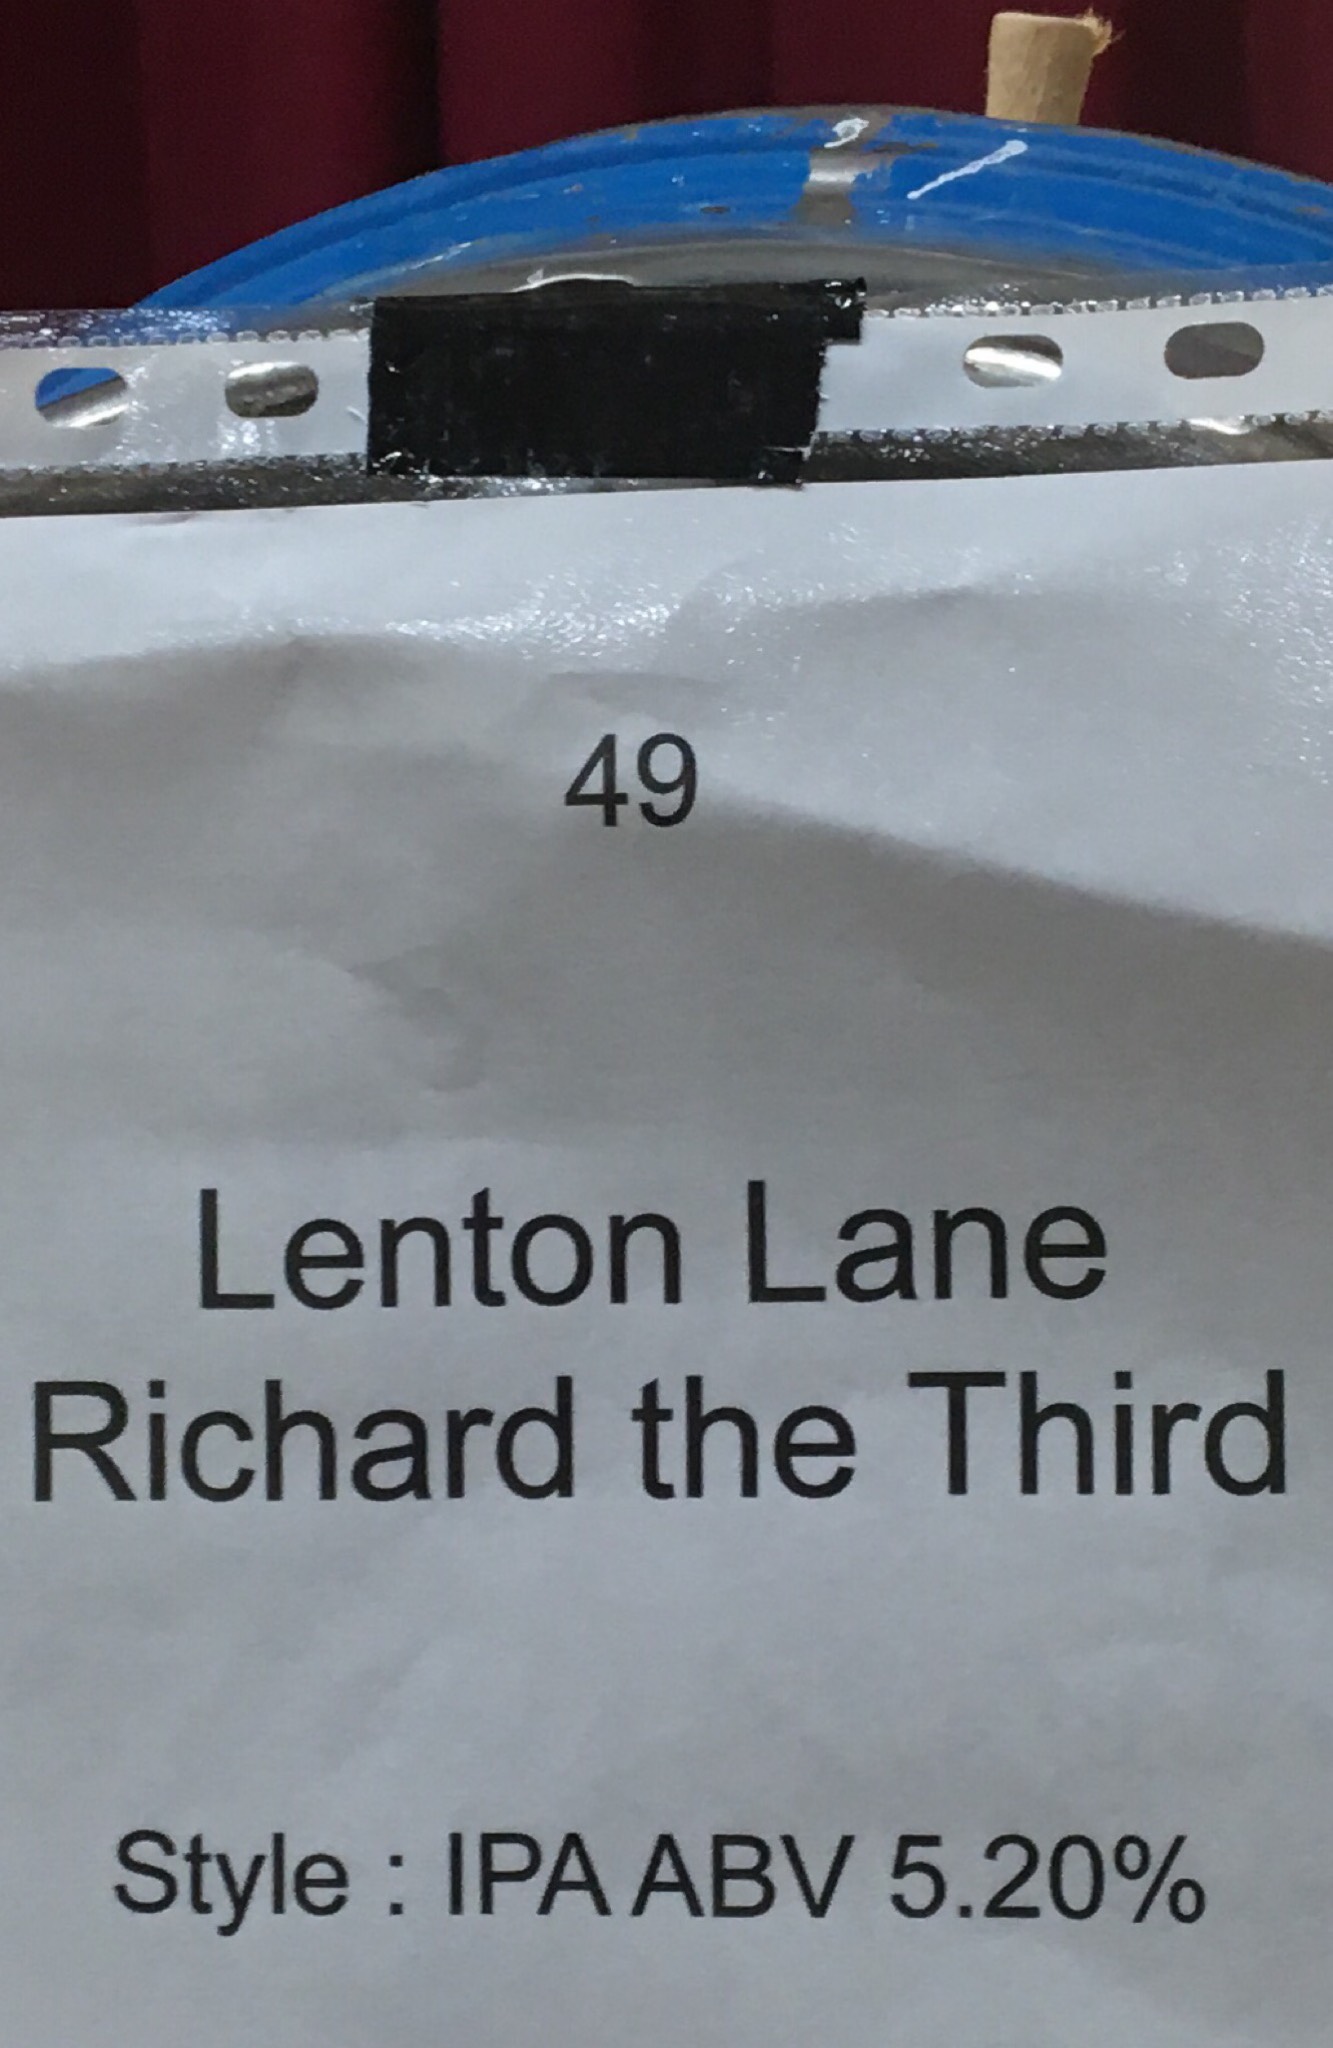 49
Lenton Lane
Richard the Third
Style : IPA ABV 5.20%